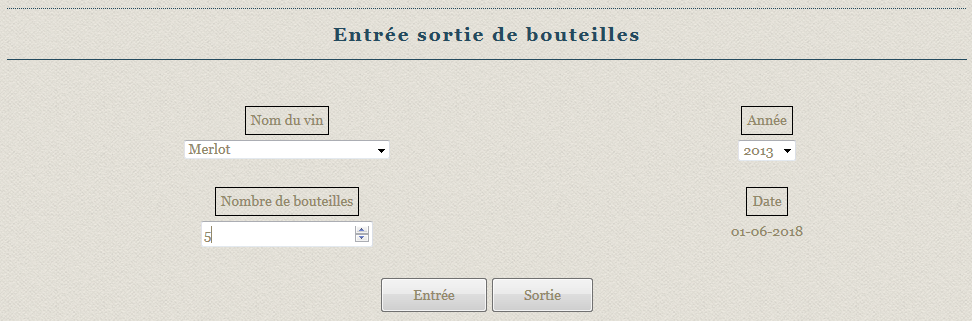 Entrée sortie de bouteilles
Nom du vin
Année
Merlot
2013
Nombre de bouteilles
Date
5
01-06-2018
Entrée
Sortie